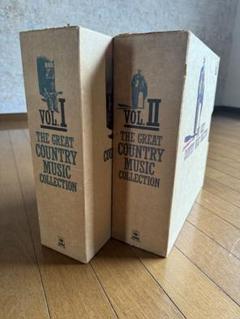 VOL. I
THE GREAT
COUNTRY
MUSIC
COLLECTION
VOL. II
THE GREAT
COUNTRY
MUSIC
COLLECTION